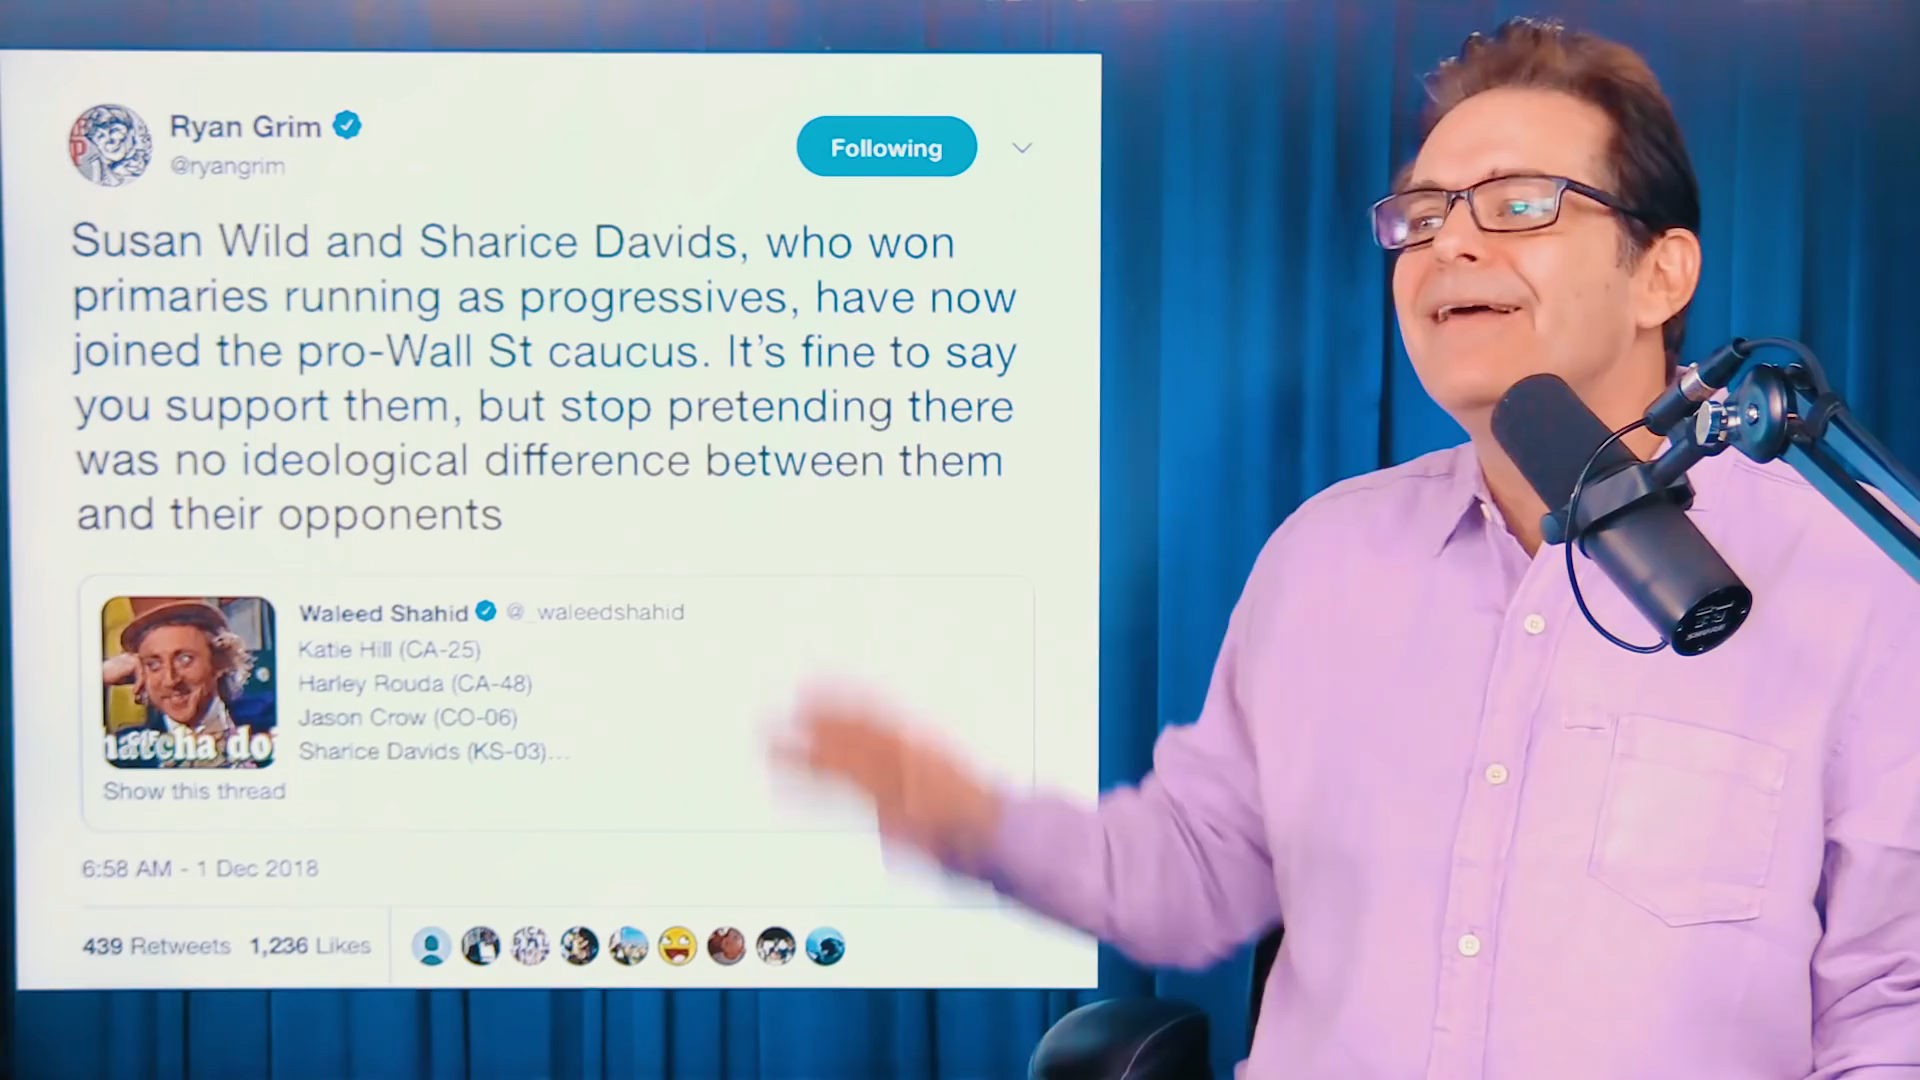 Ryan Grim
@ryangrim
Following
Susan Wild and Sharice Davids, who won
primaries running as progressives, have now
joined the pro-Wall St caucus. It's fine to say
you support them, but stop pretending there
was no ideological difference between them
and their opponents
Waleed Shahid @_waleedshahid
Katie Hill (CA-25)
Harley Rouda (CA-48)
Jason Crow (CO-06)
Sharice Davids (KS-03)...
Show this thread
6:58 AM - 1 Dec 2018
439 Retweets 1,236 Likes